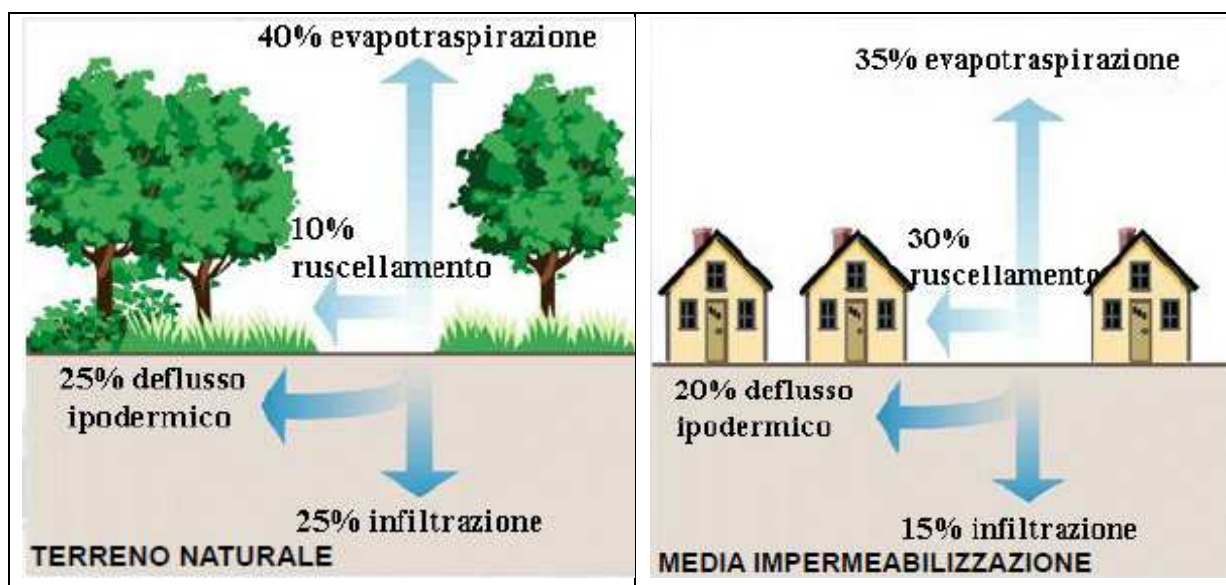 40% evapotraspirazione
10%
ruscellamento
25% deflusso
ipodermico
25% infiltrazione
TERRENO NATURALE
35% evapotraspirazione
30%
ruscellamento
20% deflusso
ipodermico
15% infiltrazione
MEDIA IMPERMEABILIZZAZIONE